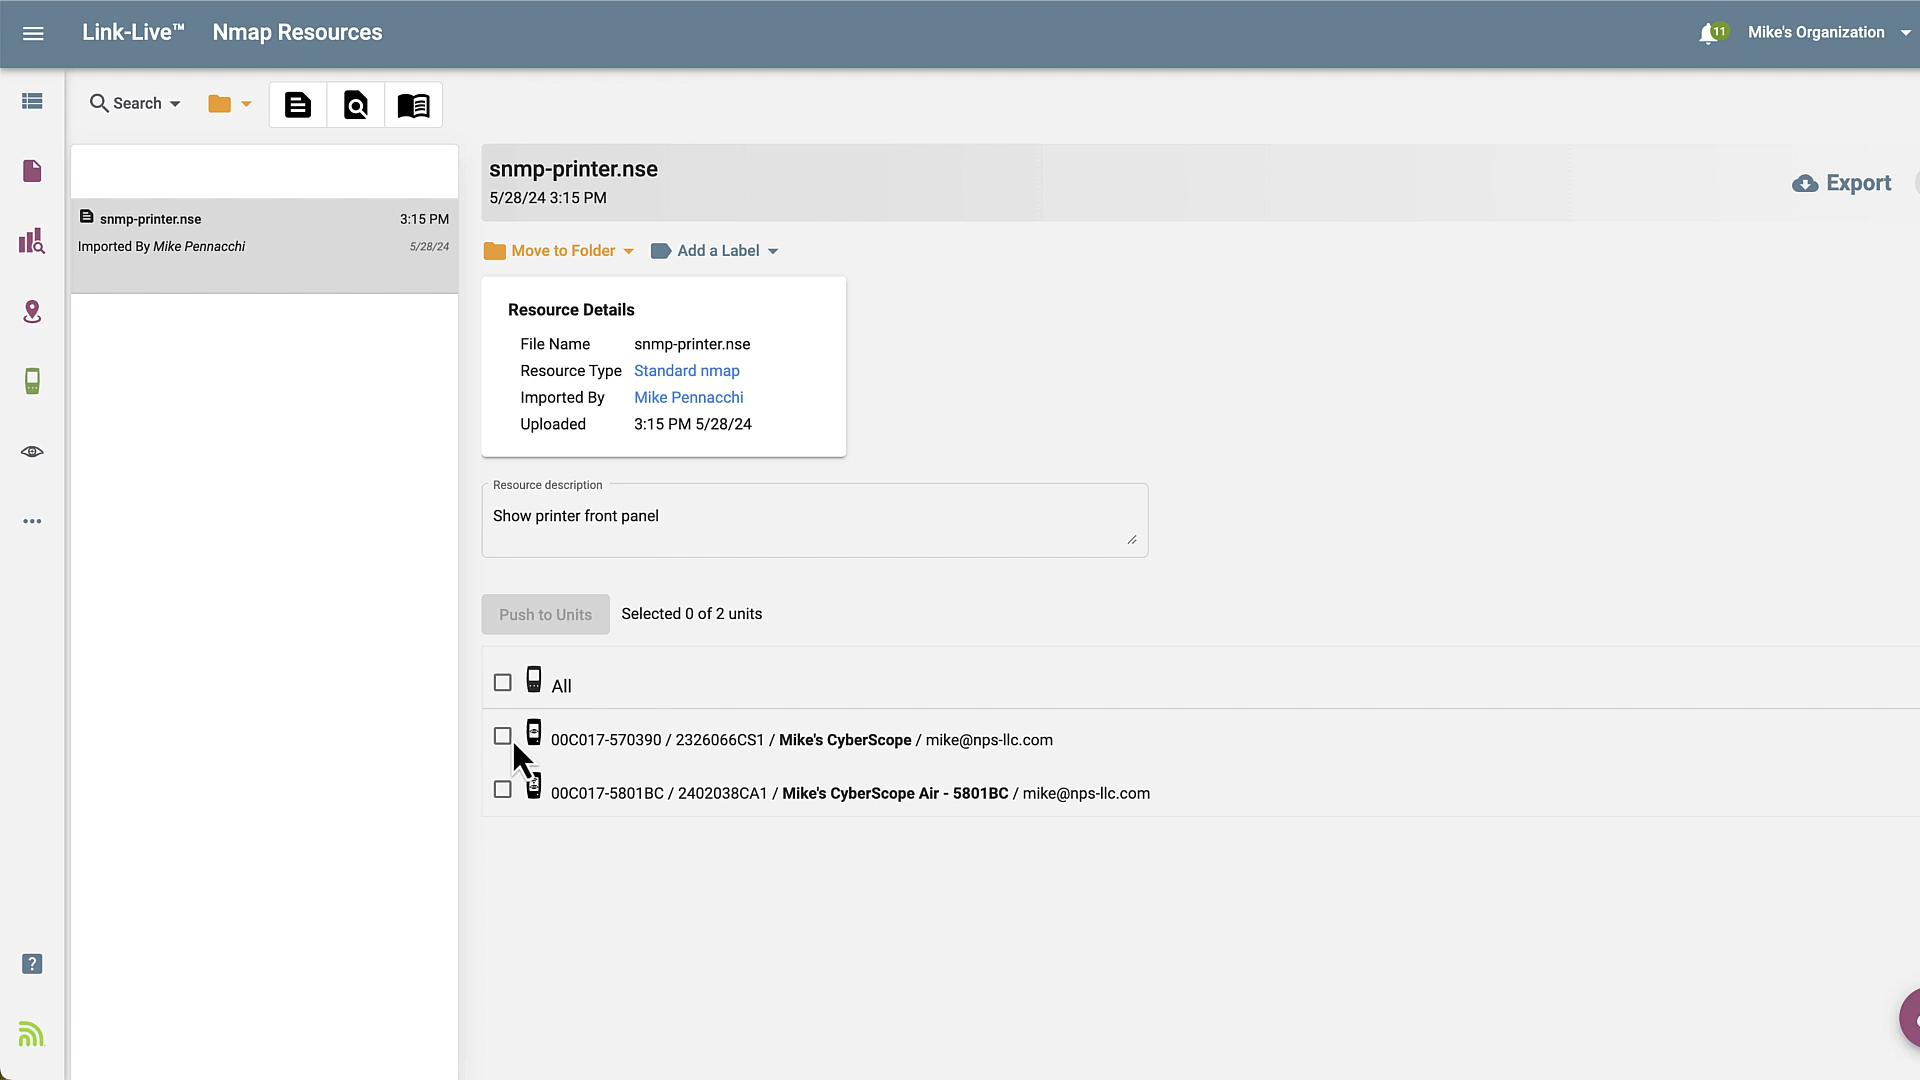 Link-Live™ Nmap Resources
11 Mike's Organization
Search
snmp-printer.nse 3:15 PM
Imported By Mike Pennacchi 5/28/24
snmp-printer.nse
5/28/24 3:15 PM
Export
Move to Folder Add a Label
Resource Details
File Name snmp-printer.nse
Resource Type Standard nmap
Imported By Mike Pennacchi
Uploaded 3:15 PM 5/28/24
Resource description
Show printer front panel
Push to Units Selected 0 of 2 units
All
00C017-570390 / 2326066CS1 / Mike's CyberScope / mike@nps-llc.com
00C017-5801BC / 2402038CA1 / Mike's CyberScope Air - 5801BC / mike@nps-llc.com
?